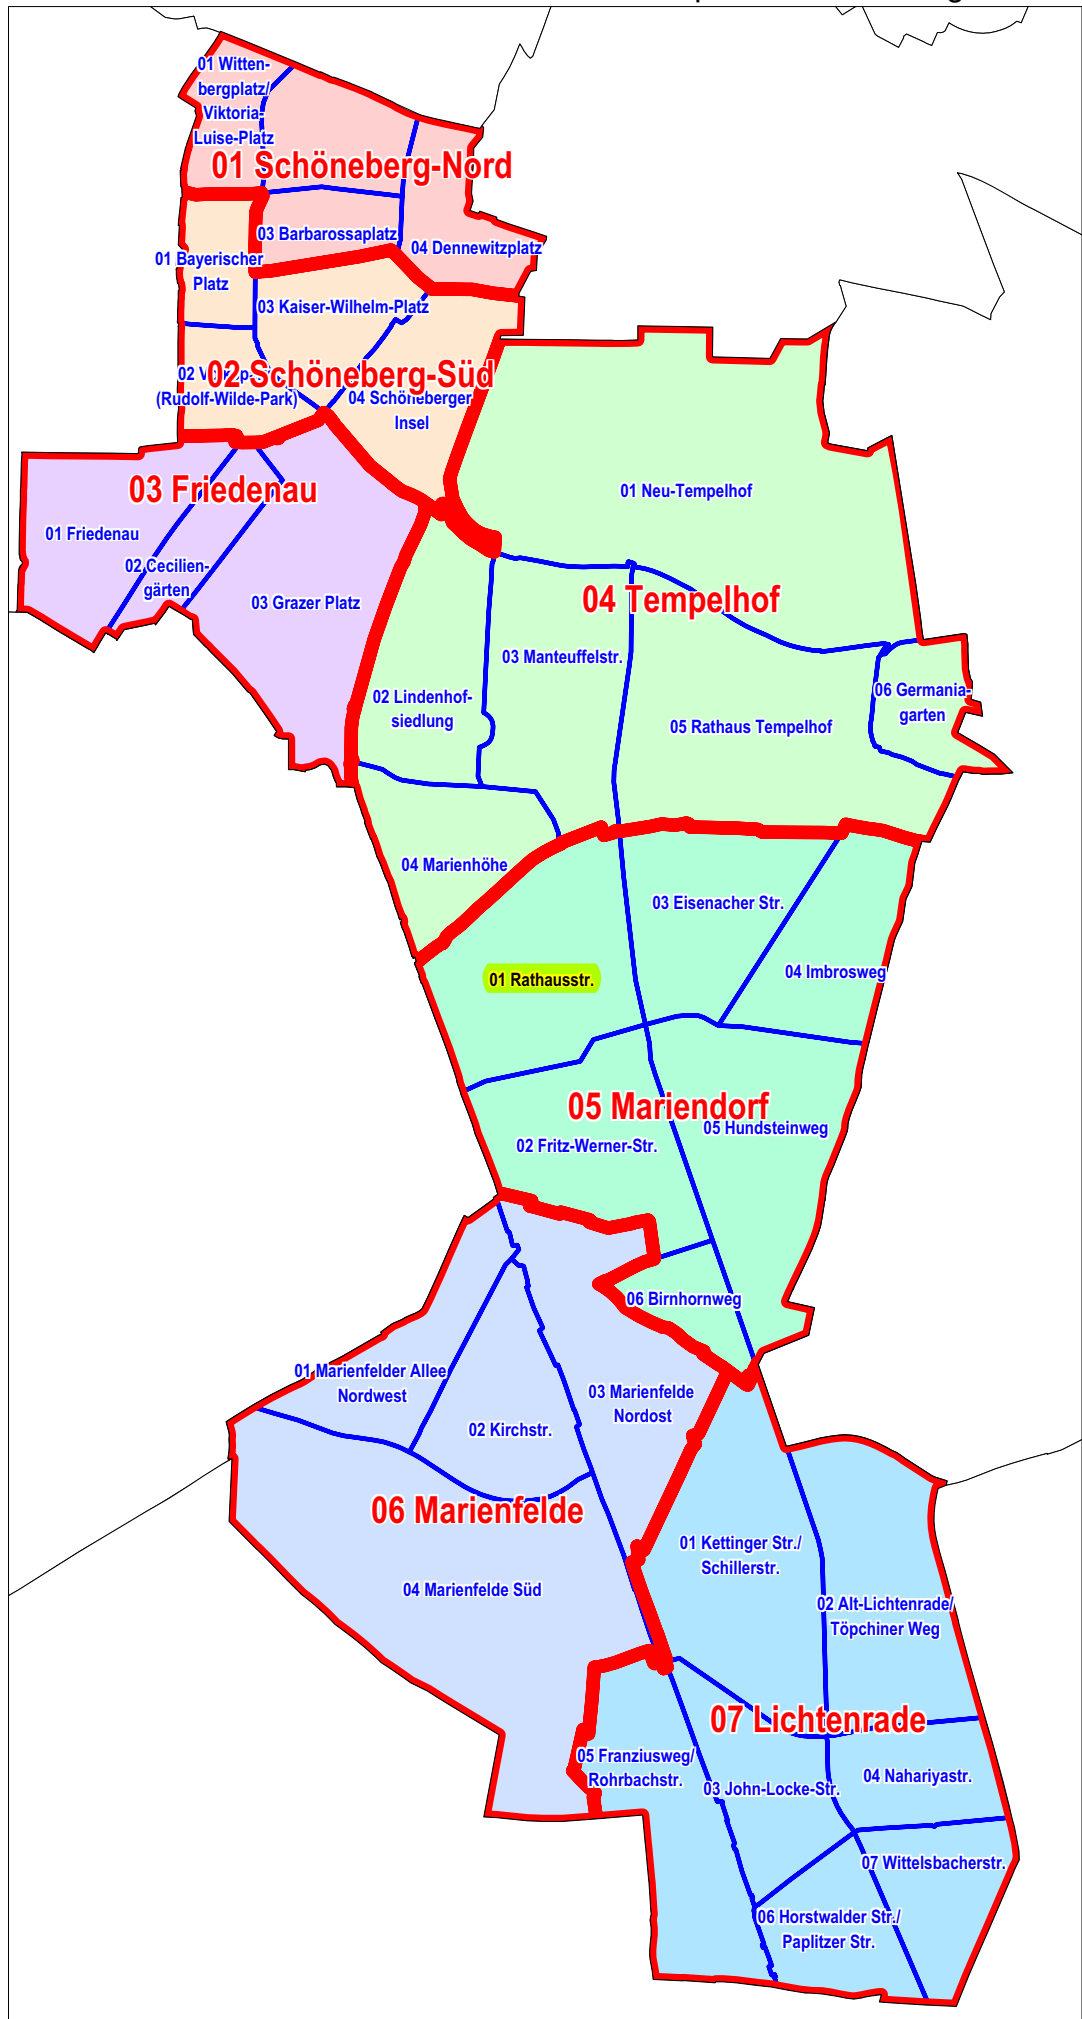 01 Witten-
bergplatz/
Viktoria-
Luise-Platz
01 Schöneberg-Nord
03 Barbarossaplatz
04 Dennewitzplatz
01 Bayerischer
Platz
03 Kaiser-Wilhelm-Platz
02 Schöneberg-Süd
02
(Rudolf-Wilde-Park)
04 Schöneberger
Insel
03 Friedenau
01 Friedenau
02 Cecilien-
gärten
03 Grazer Platz
01 Neu-Tempelhof
04 Tempelhof
03 Manteuffelstr.
02 Lindenhof-
siedlung
05 Rathaus Tempelhof
06 Germania-
garten
04 Marienhöhe
03 Eisenacher Str.
04 Imbrosweg
01 Rathausstr.
05 Mariendorf
05 Hundsteinweg
02 Fritz-Werner-Str.
06 Birnhornweg
01 Marienfelder Allee
Nordwest
03 Marienfelde
Nordost
02 Kirchstr.
06 Marienfelde
04 Marienfelde Süd
01 Kettinger Str./
Schillerstr.
02 Alt-Lichtenrade/
Töpchiner Weg
07 Lichtenrade
05 Franziusweg/
Rohrbachstr.
03 John-Locke-Str.
04 Nahariyastr.
07 Wittelsbacherstr.
06 Horstwalder Str./
Paplitzer Str.